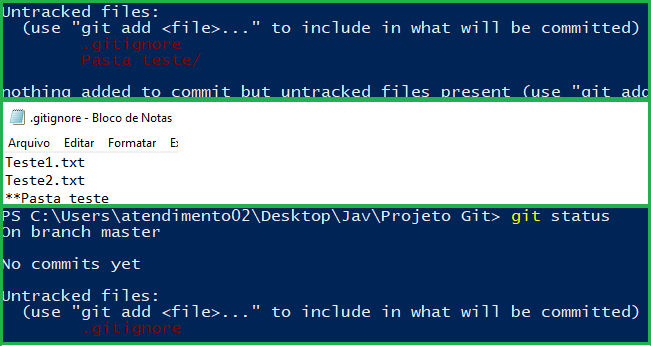 Untracked files:
(use "git add <file>..." to include in what will be committed)
.gitignore
Pasta teste/
nothing added to commit but untracked files present (use "git add
.gitignore - Bloco de Notas
Arquivo Editar Formatar Ex
Teste1.txt
Teste2.txt
**Pasta teste
PS C:\Users\atendimento02\Desktop\Jav\Projeto Git> git status
On branch master
No commits yet
Untracked files:
(use "git add <file>..." to include in what will be committed)
.gitignore